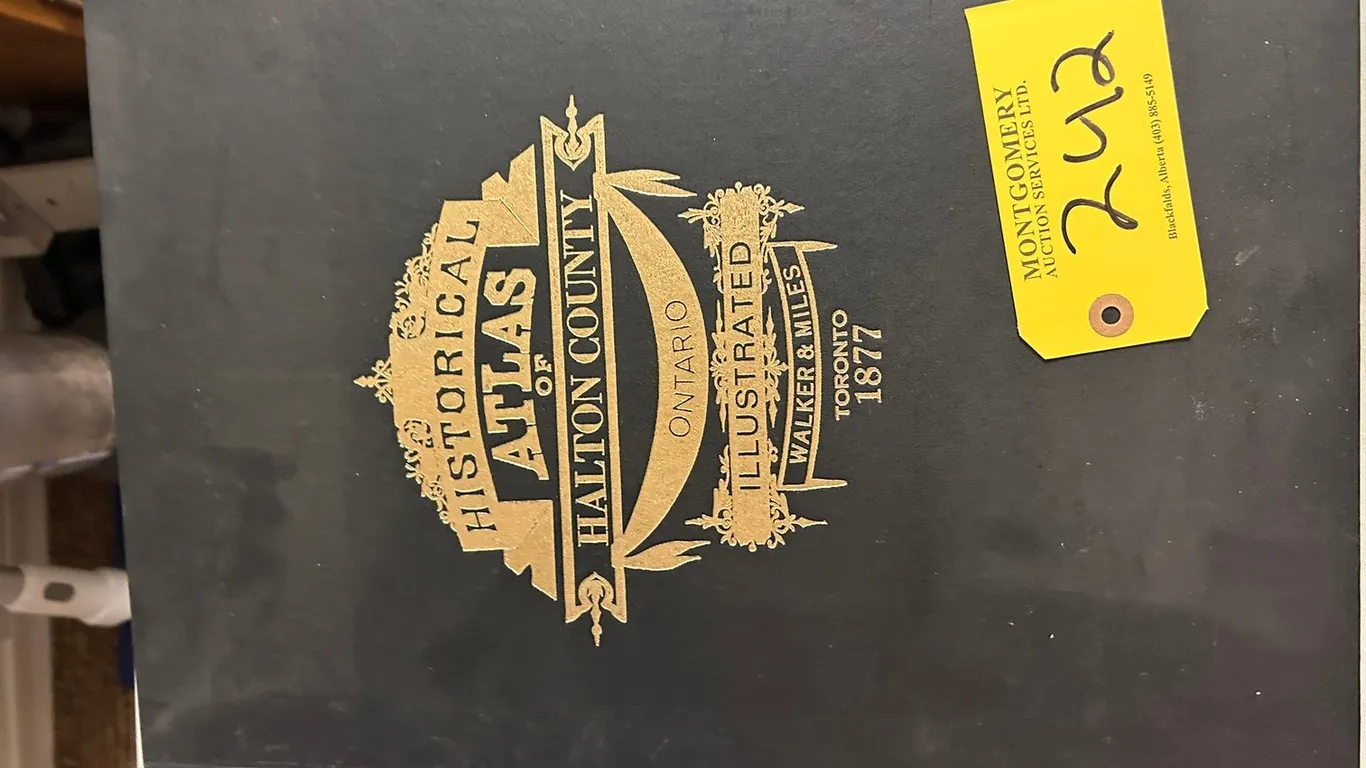 HISTORICAL
ATLAS
OF
HALTON COUNTY
ONTARIO
ILLUSTRATED
WALKER & MILES
TORONTO
1877
MONTGOMERY
AUCTION SERVICES LTD.
242
Blackfalds, Alberta (403) 885-5149